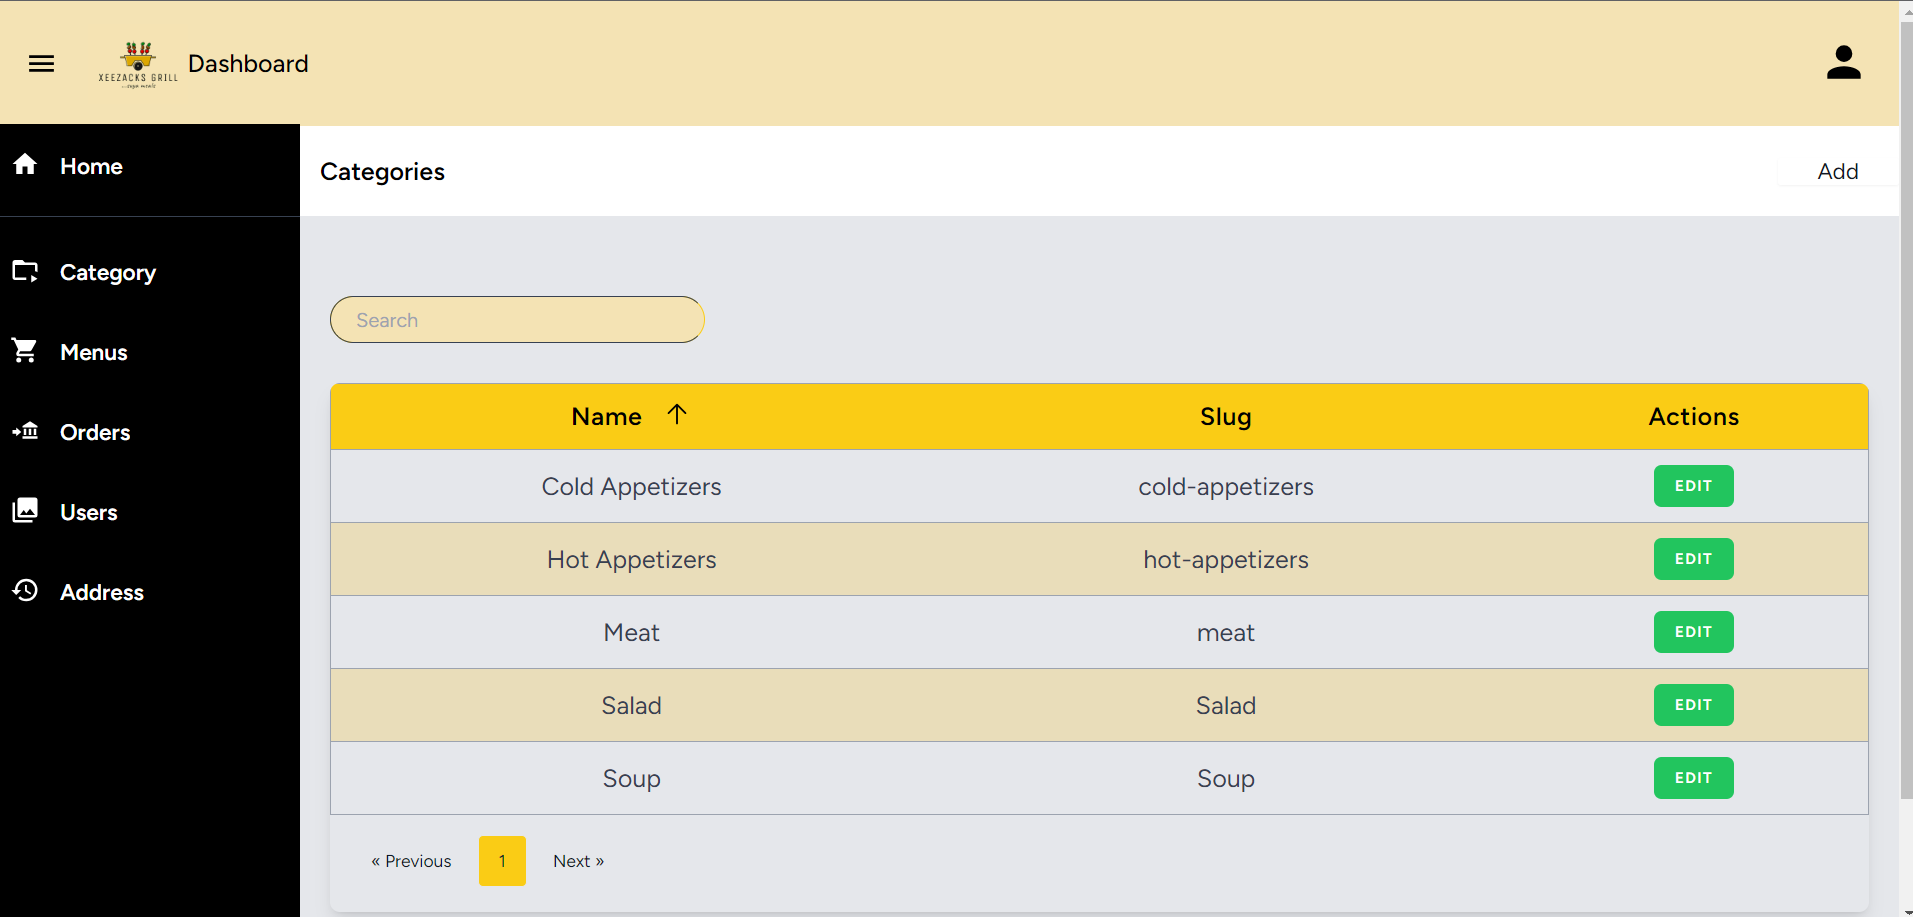 XEEZACKS GRILL
Dashboard
Home
Categories
Add
Category
Menus
Orders
Users
Address
Search
Name Slug Actions
Cold Appetizers cold-appetizers EDIT
Hot Appetizers hot-appetizers EDIT
Meat meat EDIT
Salad Salad EDIT
Soup Soup EDIT
« Previous 1 Next »